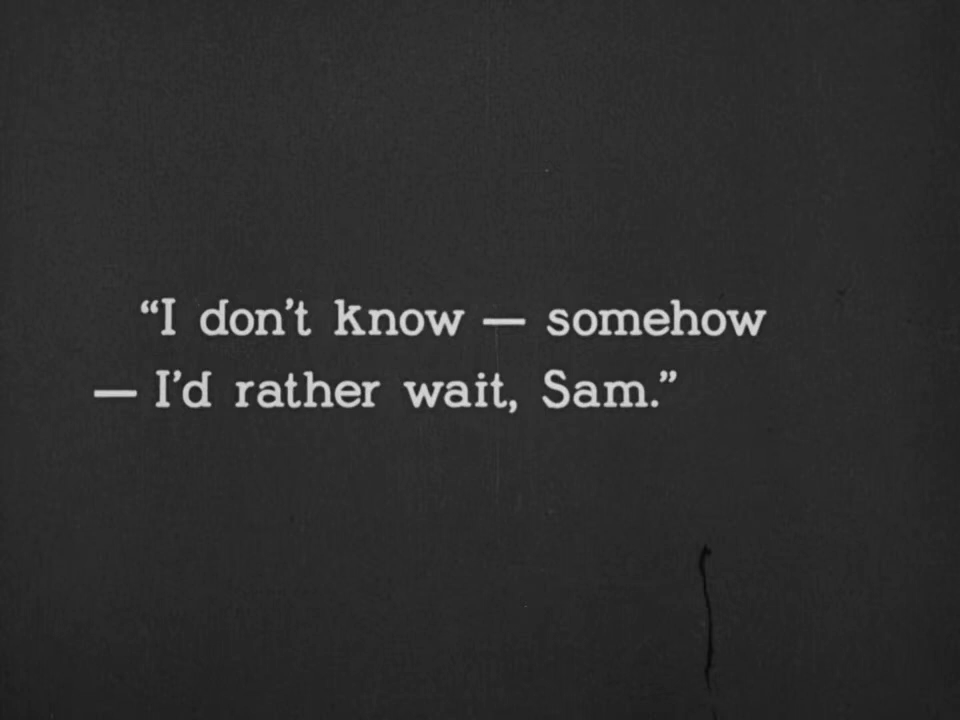 “I don’t know — somehow
— I’d rather wait, Sam.”